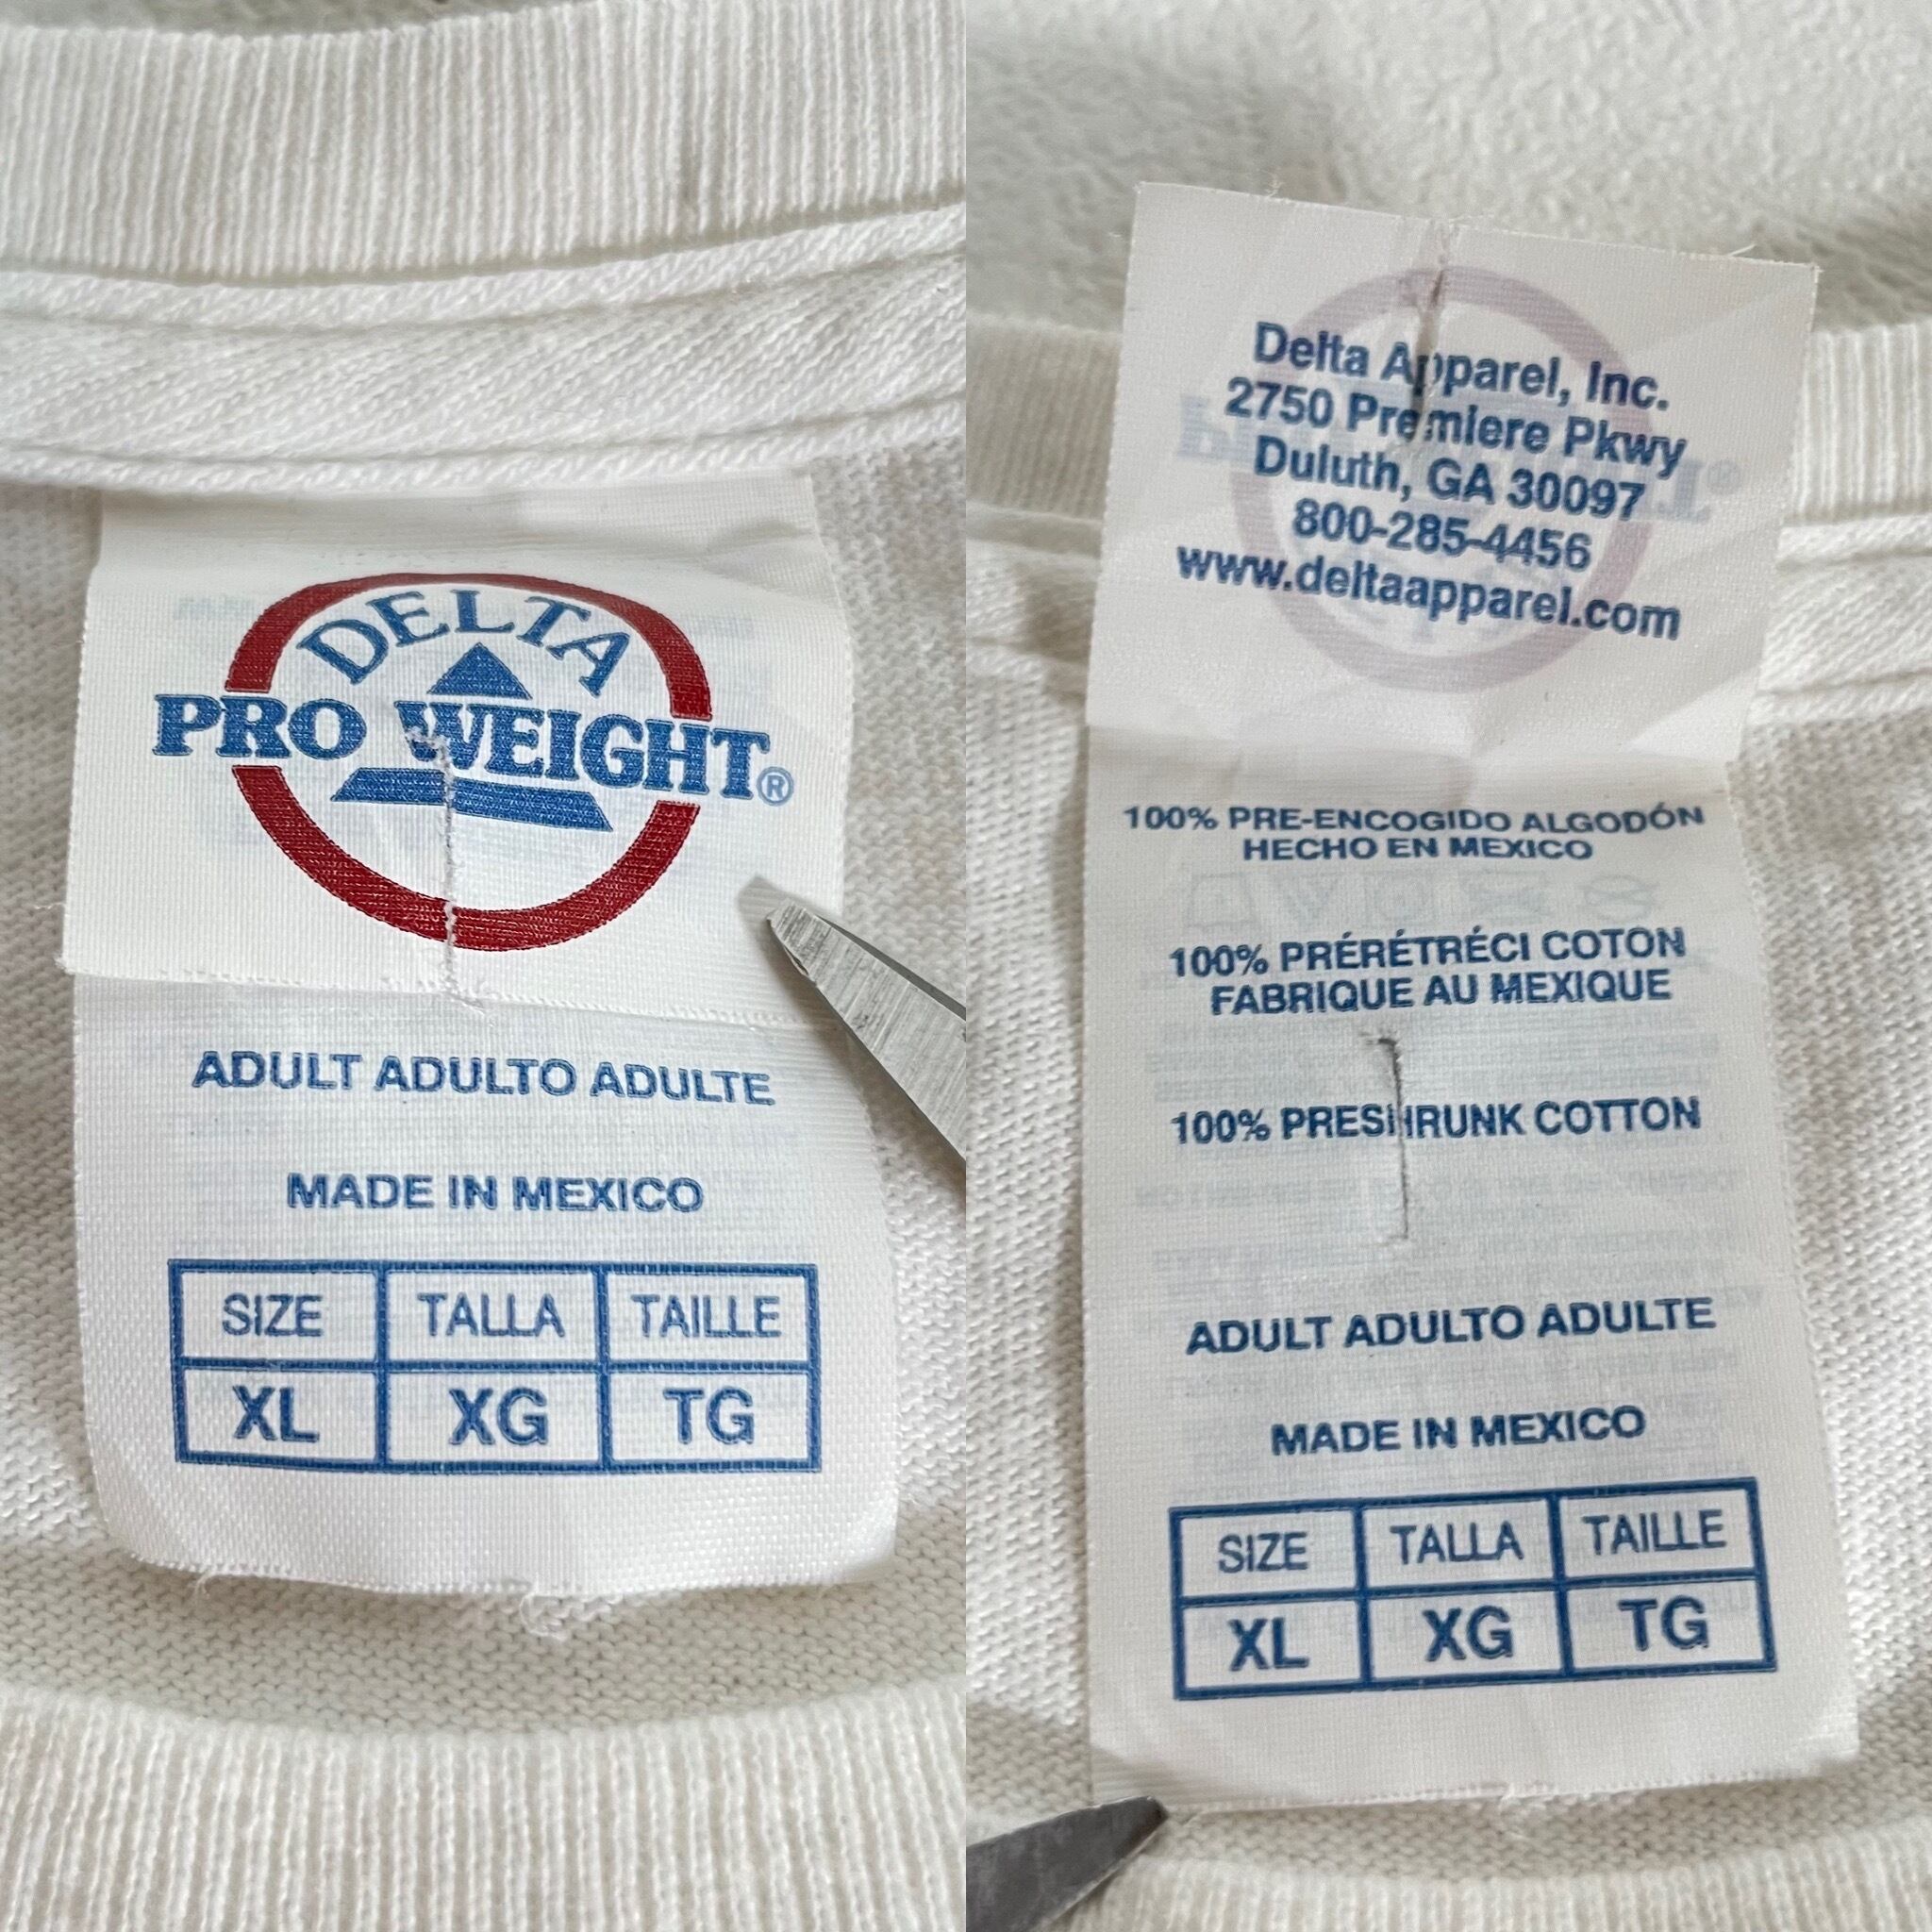 DELTA
PRO WEIGHT®
ADULT ADULTO ADULTE
MADE IN MEXICO
SIZE TALLA TAILLE
XL XG TG
Delta Apparel, Inc.
2750 Premiere Pkwy
Duluth, GA 30097
800-285-4456
www.deltaapparel.com
100% PRE-ENCOGIDO ALGODÓN
HECHO EN MEXICO
100% PRÉRÉTRÉCI COTON
FABRIQUE AU MEXIQUE
100% PRESHRUNK COTTON
ADULT ADULTO ADULTE
MADE IN MEXICO
SIZE TALLA TAILLE
XL XG TG